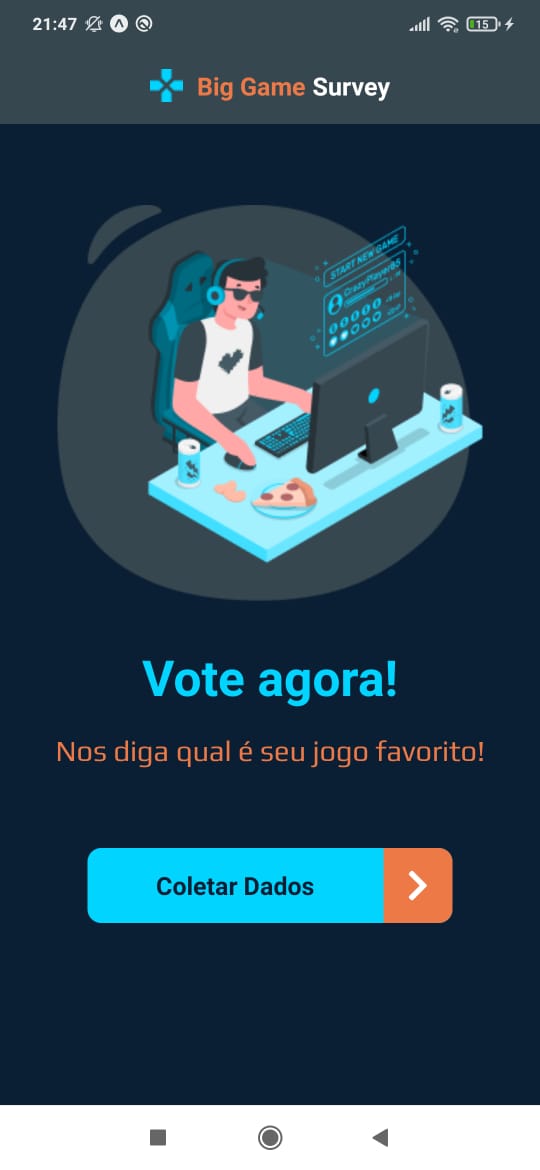 21:47
15
Big Game Survey
START NEW GAME
CrazyPlayer85
Vote agora!
Nos diga qual é seu jogo favorito!
Coletar Dados